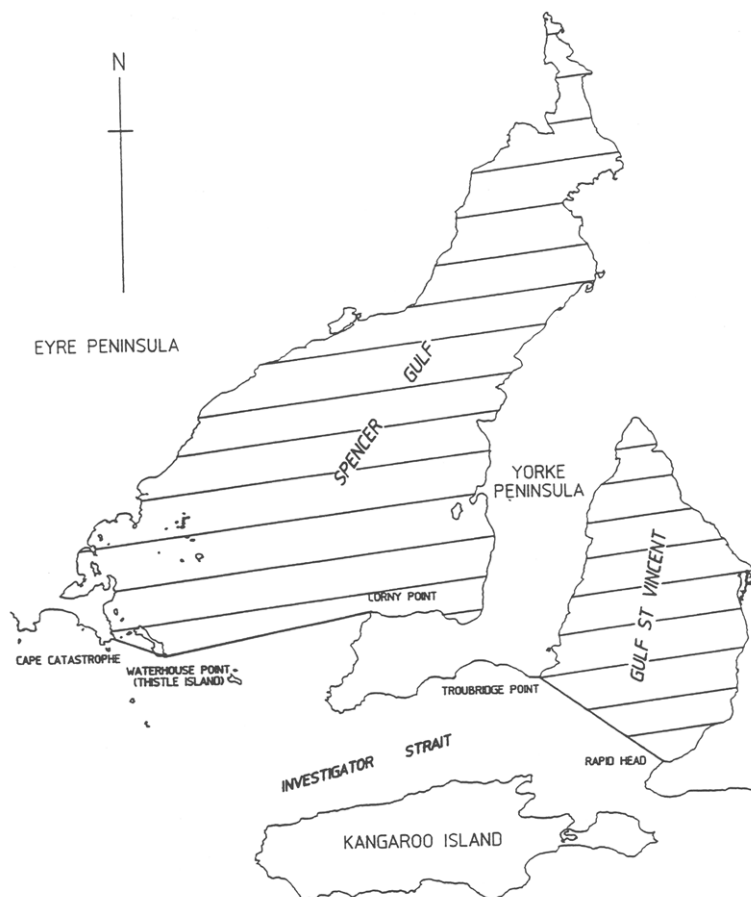 N
EYRE PENINSULA
GULF
SPENCER
YORKE
PENINSULA
GULF ST VINCENT
CORNY POINT
CAPE CATASTROPHE
WATERHOUSE POINT
(THISTLE ISLAND)
TROUBRIDGE POINT
INVESTIGATOR STRAIT
RAPID HEAD
KANGAROO ISLAND